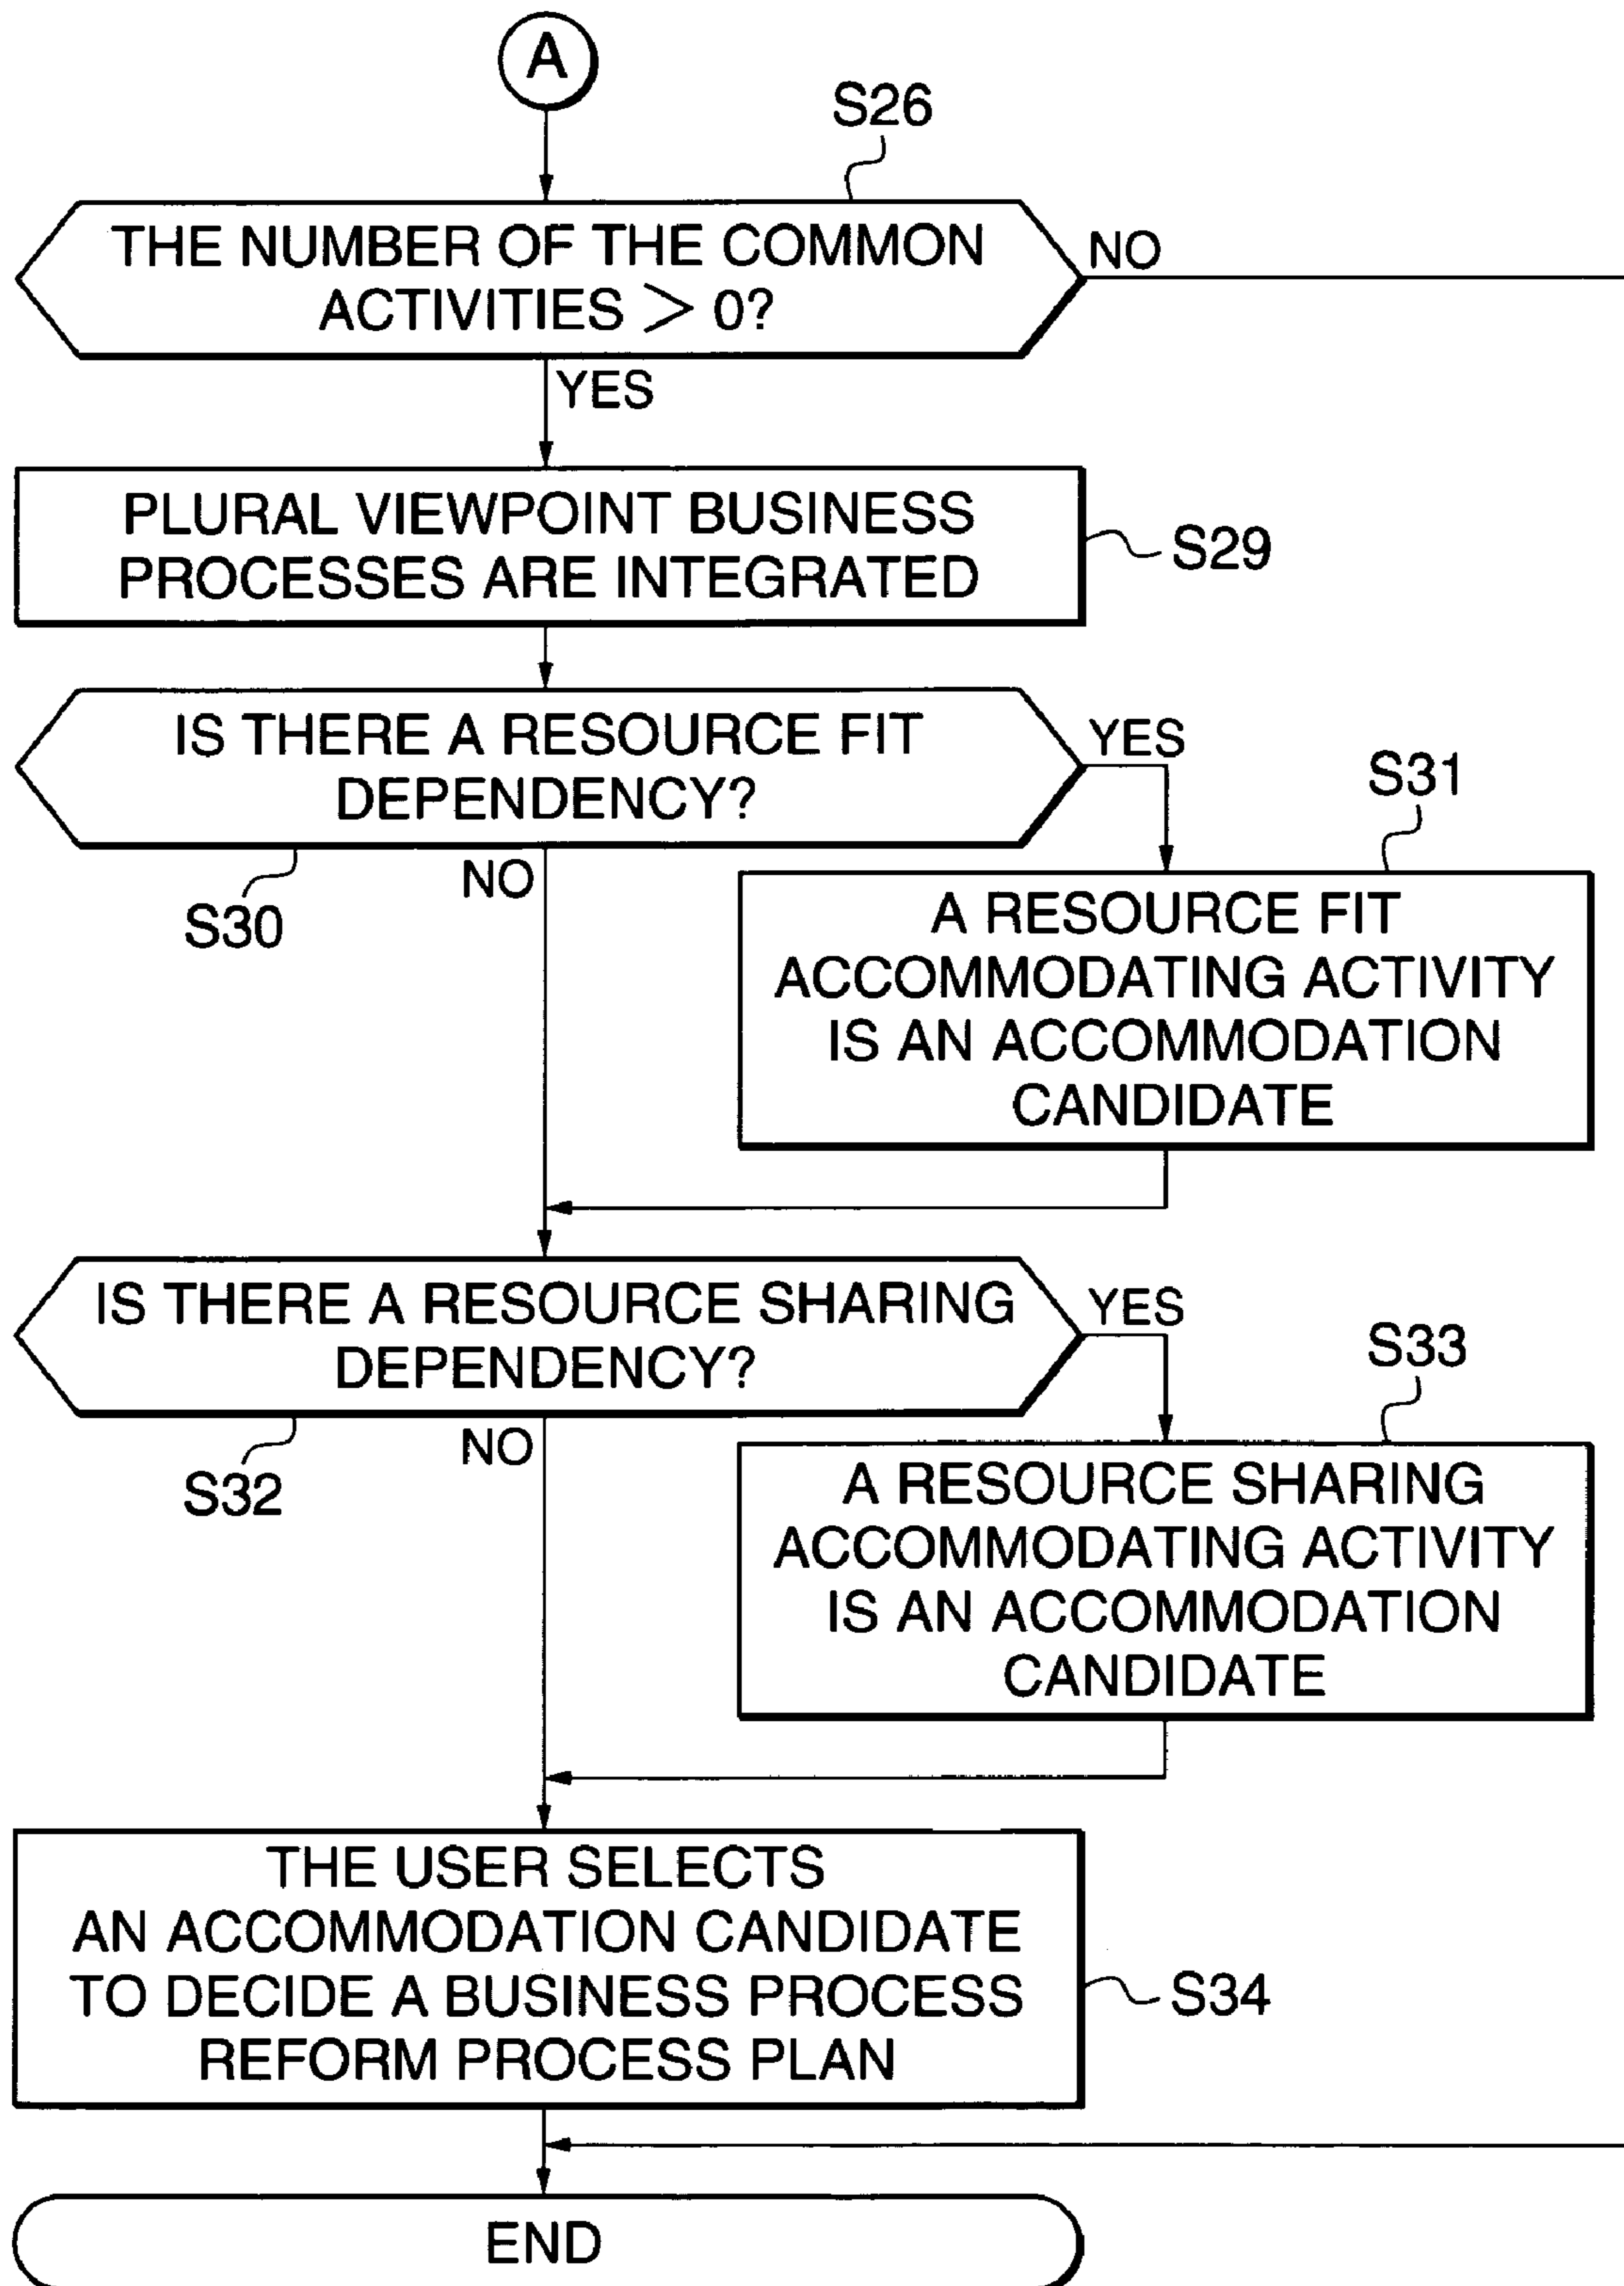 A
S26
THE NUMBER OF THE COMMON
ACTIVITIES > 0?
NO
YES
PLURAL VIEWPOINT BUSINESS
PROCESSES ARE INTEGRATED
S29
IS THERE A RESOURCE FIT
DEPENDENCY?
YES
S31
S30
NO
A RESOURCE FIT
ACCOMMODATING ACTIVITY
IS AN ACCOMMODATION
CANDIDATE
IS THERE A RESOURCE SHARING
DEPENDENCY?
YES
S33
S32
NO
A RESOURCE SHARING
ACCOMMODATING ACTIVITY
IS AN ACCOMMODATION
CANDIDATE
THE USER SELECTS
AN ACCOMMODATION CANDIDATE
TO DECIDE A BUSINESS PROCESS
REFORM PROCESS PLAN
S34
END